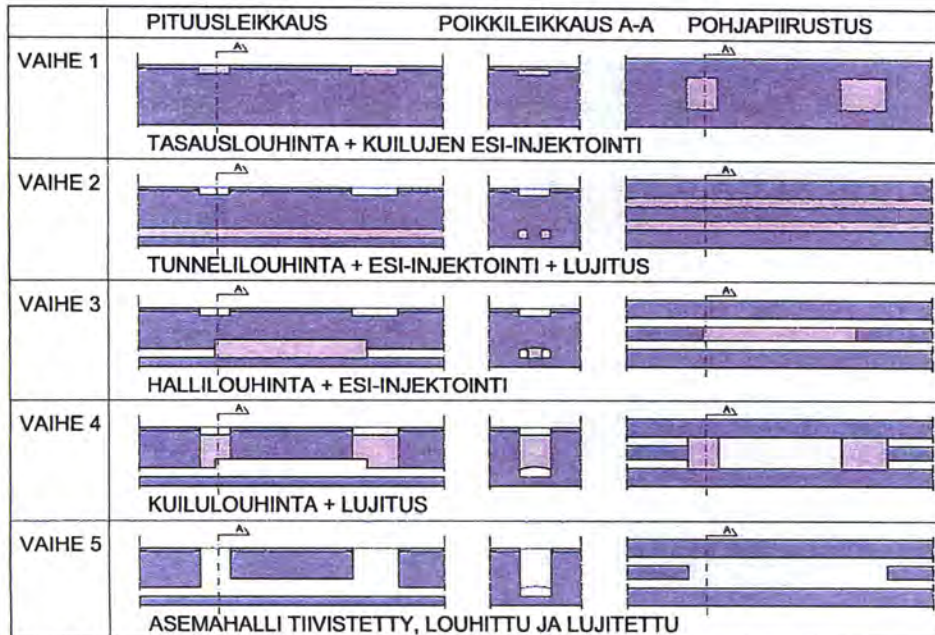 PITUUSLEIKKAUS POIKKILEIKKAUS A-A POHJAPIIRUSTUS
VAIHE 1
A A A
TASAUSLOUHINTA + KUILUJEN ESI-INJEKTOINTI
VAIHE 2
A A A
TUNNELILOUHINTA + ESI-INJEKTOINTI + LUJITUS
VAIHE 3
A A A
HALLILOUHINTA + ESI-INJEKTOINTI
VAIHE 4
A A
KUILULOUHINTA + LUJITUS
VAIHE 5
A A
ASEMAHALLI TIIVISTETTY, LOUHITTU JA LUJITETTU